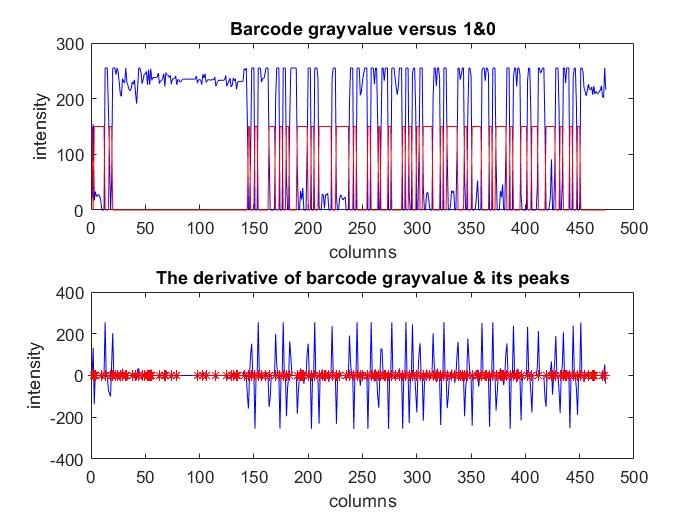 Barcode grayvalue versus 1&0
300
200
100
0
intensity
0 50 100 150 200 250 300 350 400 450 500
columns
The derivative of barcode grayvalue & its peaks
400
200
0
-200
-400
intensity
0 50 100 150 200 250 300 350 400 450 500
columns